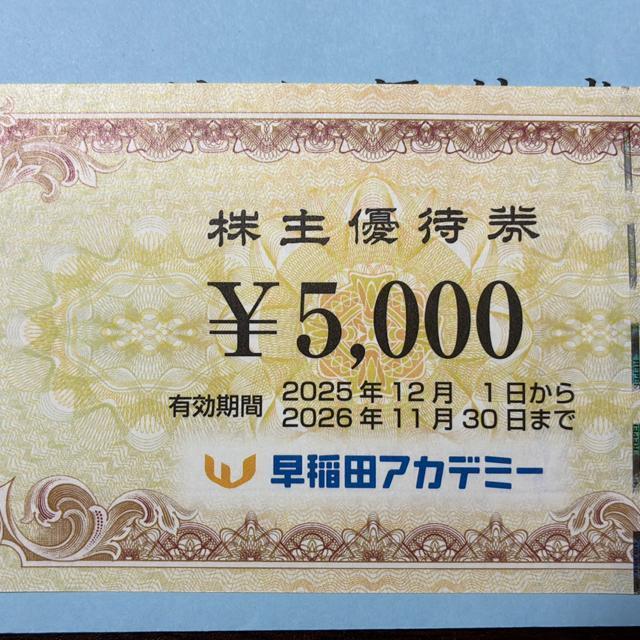 株主優待券
¥5,000
有効期間
2025年12月 1日から
2026年11月30日まで
早稲田アカデミー